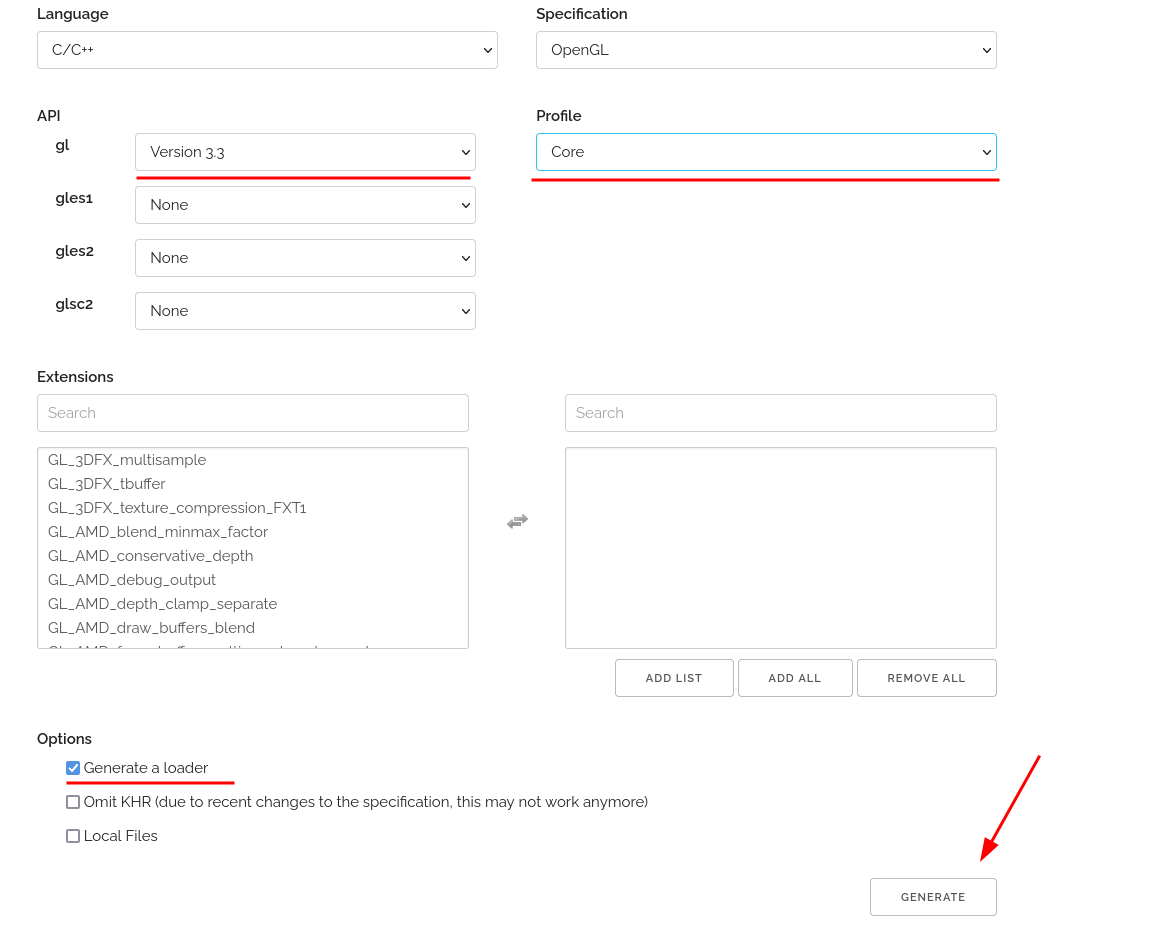 Language
Specification
C/C++
OpenGL
API
Profile
gl
Version 3.3
Core
gles1
None
gles2
None
glsc2
None
Extensions
Search
Search
GL_3DFX_multisample
GL_3DFX_tbuffer
GL_3DFX_texture_compression_FXT1
GL_AMD_blend_minmax_factor
GL_AMD_conservative_depth
GL_AMD_debug_output
GL_AMD_depth_clamp_separate
GL_AMD_draw_buffers_blend
ADD LIST
ADD ALL
REMOVE ALL
Options
Generate a loader
Omit KHR (due to recent changes to the specification, this may not work anymore)
Local Files
GENERATE